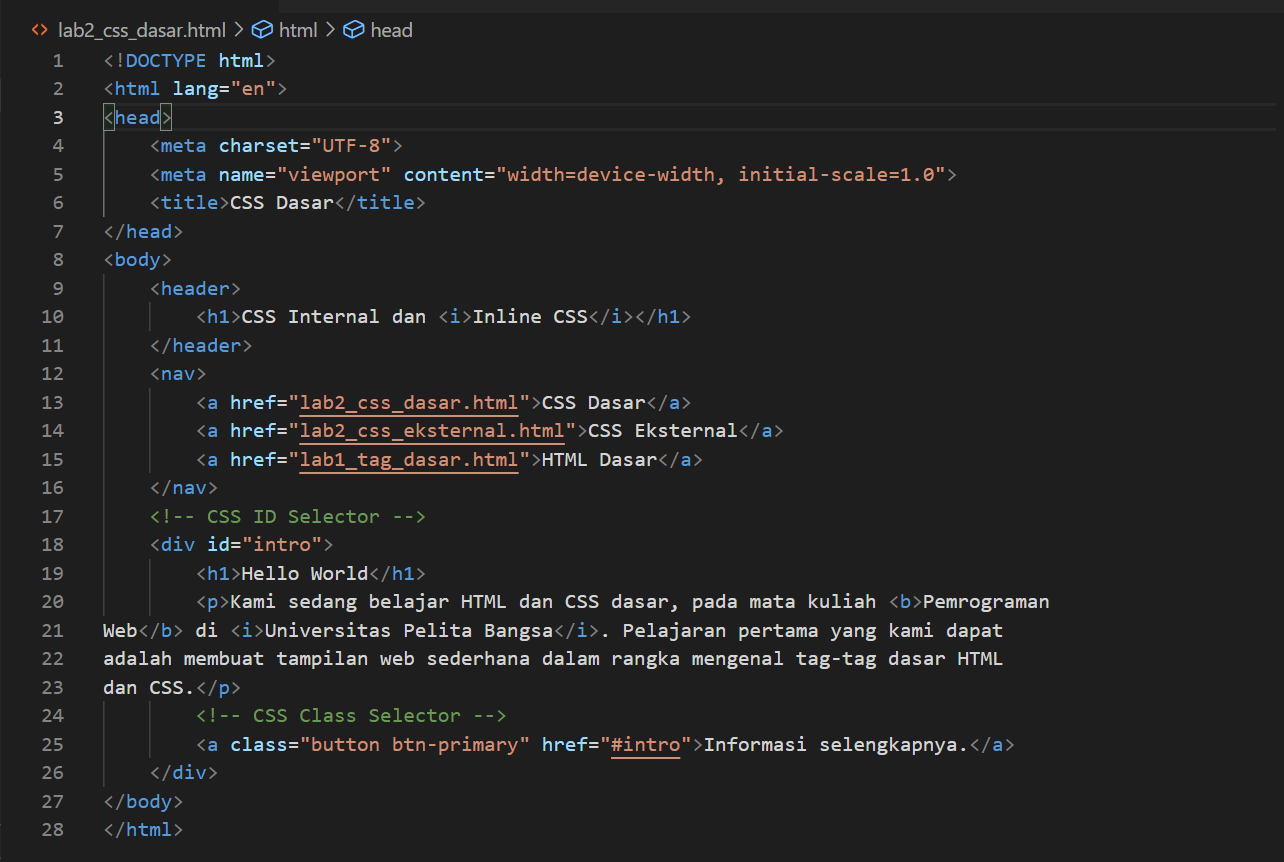 lab2_css_dasar.html > html > head
1 <!DOCTYPE html>
2 <html lang="en">
3 <head>
4     <meta charset="UTF-8">
5     <meta name="viewport" content="width=device-width, initial-scale=1.0">
6     <title>CSS Dasar</title>
7 </head>
8 <body>
9     <header>
10         <h1>CSS Internal dan <i>Inline CSS</i></h1>
11     </header>
12     <nav>
13         <a href="lab2_css_dasar.html">CSS Dasar</a>
14         <a href="lab2_css_eksternal.html">CSS Eksternal</a>
15         <a href="lab1_tag_dasar.html">HTML Dasar</a>
16     </nav>
17     <!-- CSS ID Selector -->
18     <div id="intro">
19         <h1>Hello World</h1>
20         <p>Kami sedang belajar HTML dan CSS dasar, pada mata kuliah <b>Pemrograman
21 Web</b> di <i>Universitas Pelita Bangsa</i>. Pelajaran pertama yang kami dapat
22 adalah membuat tampilan web sederhana dalam rangka mengenal tag-tag dasar HTML
23 dan CSS.</p>
24         <!-- CSS Class Selector -->
25         <a class="button btn-primary" href="#intro">Informasi selengkapnya.</a>
26     </div>
27 </body>
28 </html>